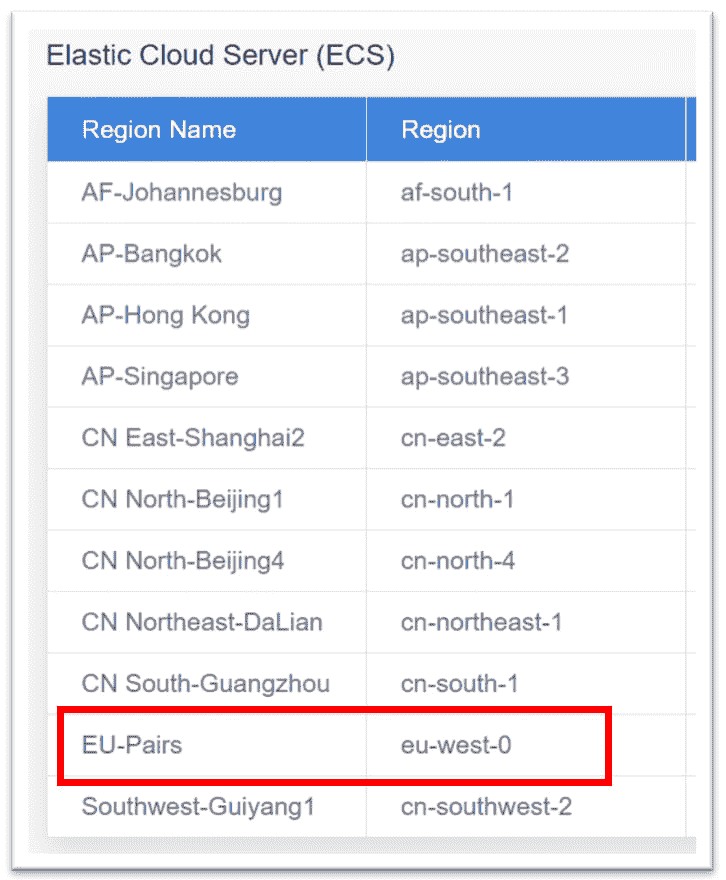 Elastic Cloud Server (ECS)
Region Name Region
AF-Johannesburg af-south-1
AP-Bangkok ap-southeast-2
AP-Hong Kong ap-southeast-1
AP-Singapore ap-southeast-3
CN East-Shanghai2 cn-east-2
CN North-Beijing1 cn-north-1
CN North-Beijing4 cn-north-4
CN Northeast-DaLian cn-northeast-1
CN South-Guangzhou cn-south-1
EU-Pairs eu-west-0
Southwest-Guiyang1 cn-southwest-2